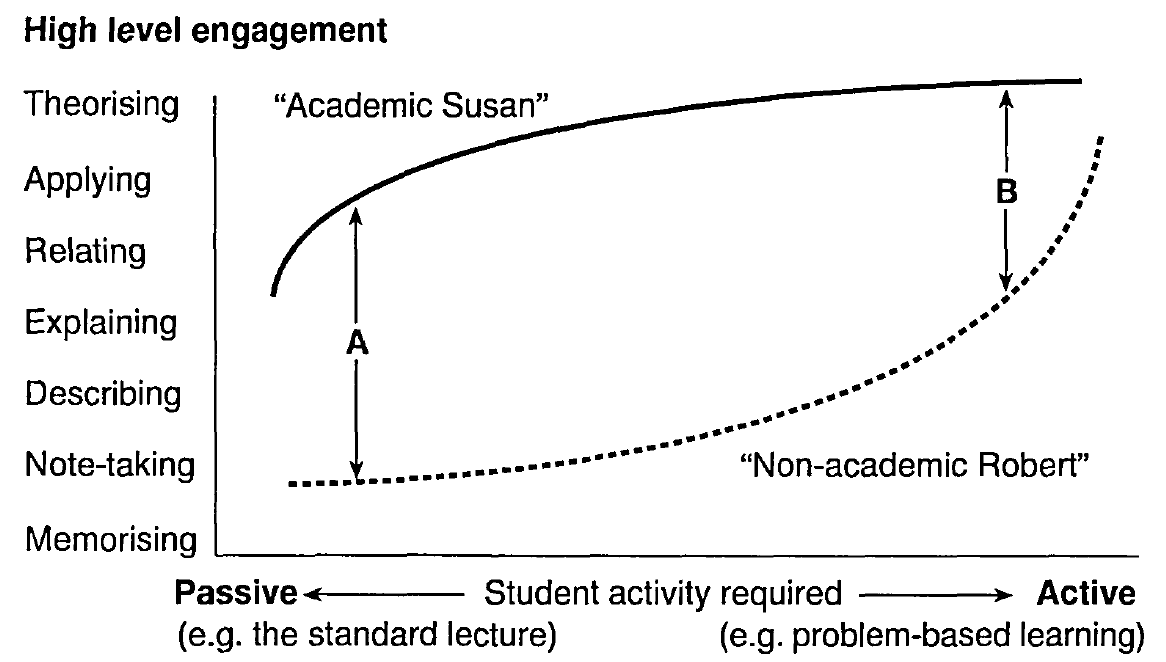 High level engagement
Theorising
"Academic Susan"
Applying
B
Relating
Explaining
A
Describing
Note-taking
"Non-academic Robert"
Memorising
Passive Student activity required Active
(e.g. the standard lecture) (e.g. problem-based learning)